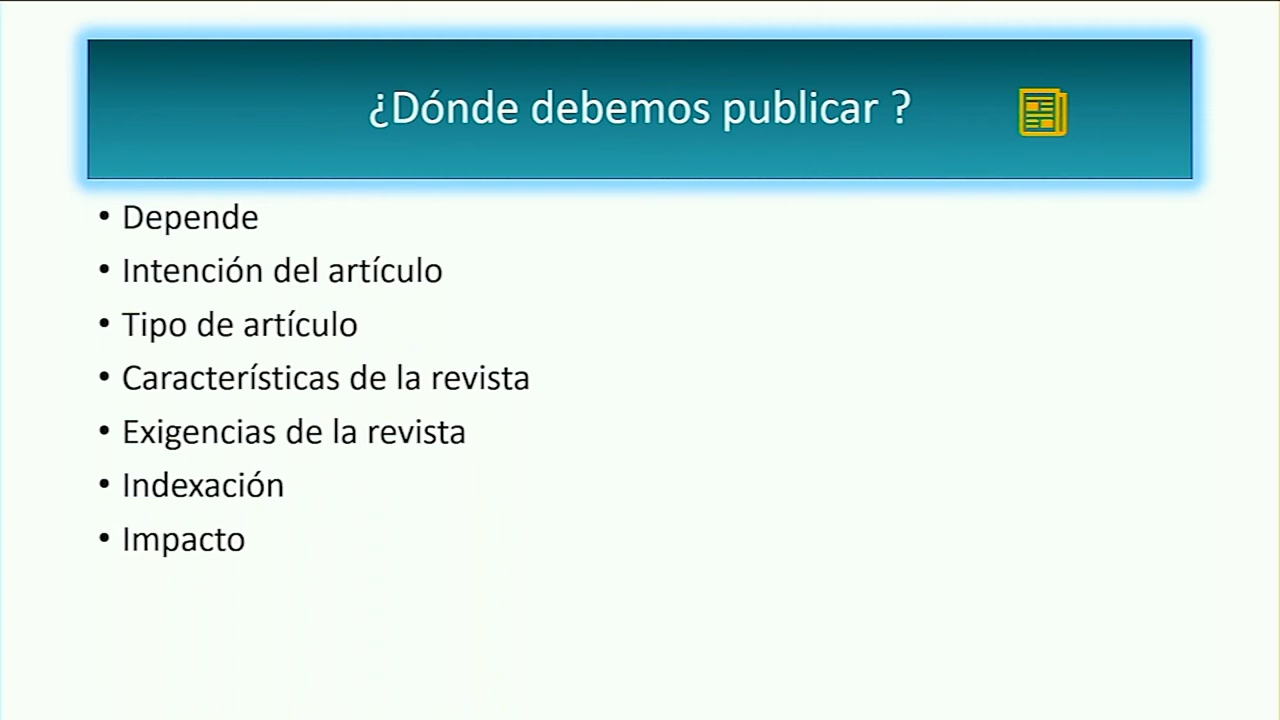 ¿Dónde debemos publicar ?
• Depende
• Intención del artículo
• Tipo de artículo
• Características de la revista
• Exigencias de la revista
• Indexación
• Impacto